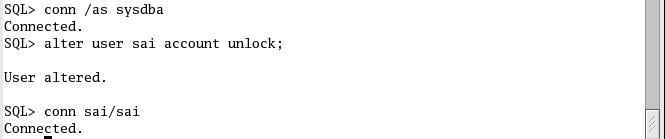 SQL> conn /as sysdba
Connected.
SQL> alter user sai account unlock;
User altered.
SQL> conn sai/sai
Connected.